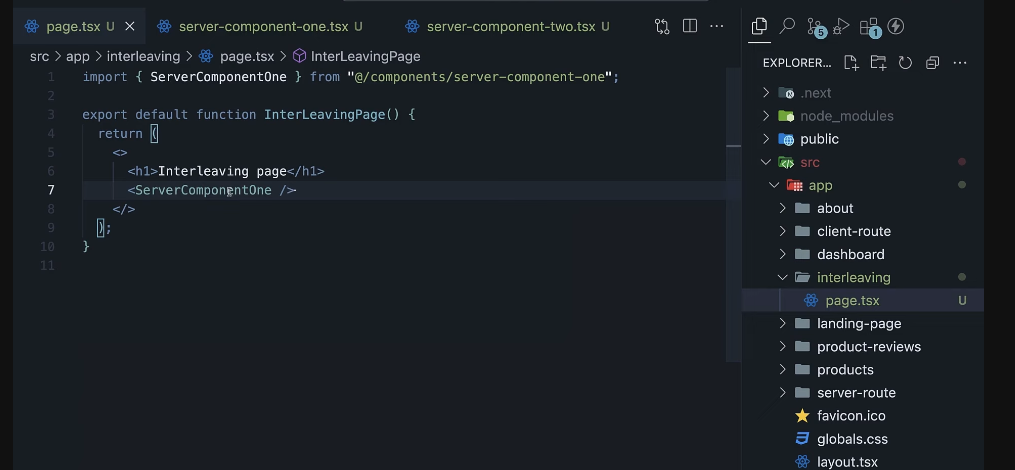 page.tsx U
server-component-one.tsx U
server-component-two.tsx U
5
1
src > app > interleaving > page.tsx > InterLeavingPage
1 import { ServerComponentOne } from "@/components/server-component-one";
2
3 export default function InterLeavingPage() {
4 return (
5 <>
6 <h1>Interleaving page</h1>
7 <ServerComponentOne />
8 </>
9 );
10 }
11
EXPLORER...
.next
node_modules
public
src
app
about
client-route
dashboard
interleaving
page.tsx U
landing-page
product-reviews
products
server-route
favicon.ico
globals.css
layout.tsx